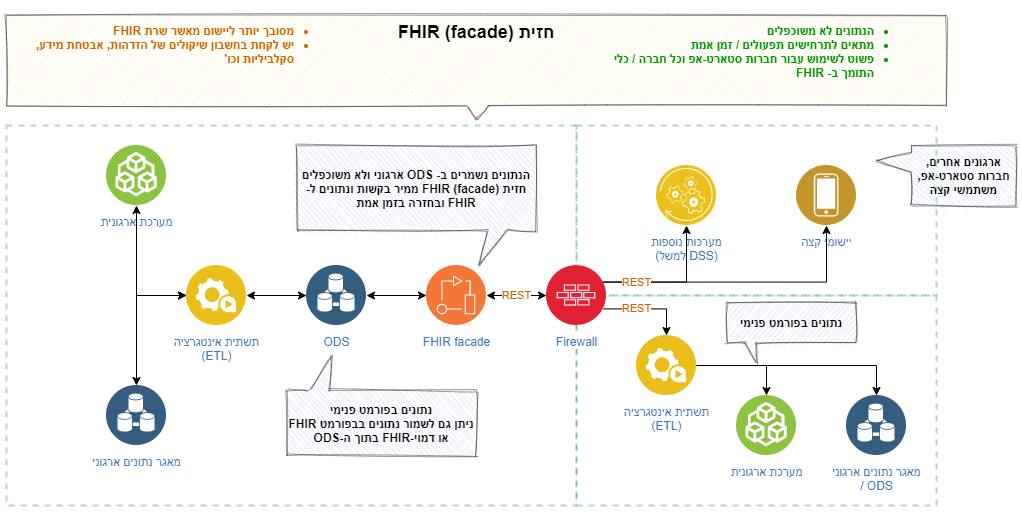 חזית FHIR (facade)
הנתונים לא משוכפלים
מתאים לתרחישים תפעולים / זמן אמת
פשוט לשימוש עבור חברות סטארט-אפ וכל חברה / כלי
התומך ב- FHIR
מסובך יותר ליישום מאשר שרת FHIR
יש לקחת בחשבון שיקולים של הזדהות, אבטחת מידע,
סקלביליות וכו'
מערכת ארגונית
הנתונים נשמרים ב- ODS ארגוני ולא משוכפלים
חזית FHIR (facade) ממיר בקשות ונתונים ל-
FHIR ובחזרה בזמן אמת
ארגונים אחרים,
חברות סטארט-אפ,
משתמשי קצה
מערכות נוספות
(למשל DSS)
יישומי קצה
REST
REST
REST
תשתית אינטגרציה
(ETL)
ODS
FHIR facade
Firewall
נתונים בפורמט פנימי
נתונים בפורמט פנימי
ניתן גם לשמור נתונים בבפורמט FHIR
או דמוי-FHIR בתוך ה-ODS
מאגר נתונים ארגוני
תשתית אינטגרציה
(ETL)
מערכת ארגונית
מאגר נתונים ארגוני
/ ODS